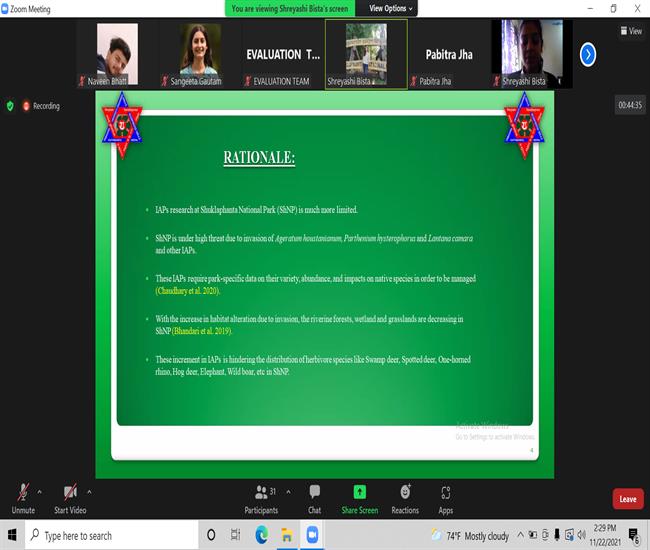 Zoom Meeting
You are viewing Shreyashi Bista's screen
View Options
View
EVALUATION T...
Pabitra Jha
Naveen Bhatt
Sangeeta Gautam
EVALUATION TEAM
Shreyashi Bista
Pabitra Jha
Shreyashi Bista
Recording
00:44:35
RATIONALE:
IAPs research at Shuklaphanta National Park (ShNP) is much more limited.
ShNP is under high threat due to invasion of Ageratum houstanianum, Parthenium hysterophorus and Lantana camara
and other IAPs.
These IAPs require park-specific data on their variety, abundance, and impacts on native species in order to be managed
(Chaudhary et al. 2020).
With the increase in habitat alteration due to invasion, the riverine forests, wetland and grasslands are decreasing in
ShNP (Bhandari et al. 2019).
These increment in IAPs is hindering the distribution of herbivore species like Swamp deer, Spotted deer, One-horned
rhino, Hog deer, Elephant, Wild boar, etc in ShNP.
Activate Windows
Go to Settings to activate Windows.
4
31
Unmute
Start Video
Participants
Chat
Share Screen
Reactions
Apps
Leave
Type here to search
74°F Mostly cloudy
2:29 PM
11/22/2021
6